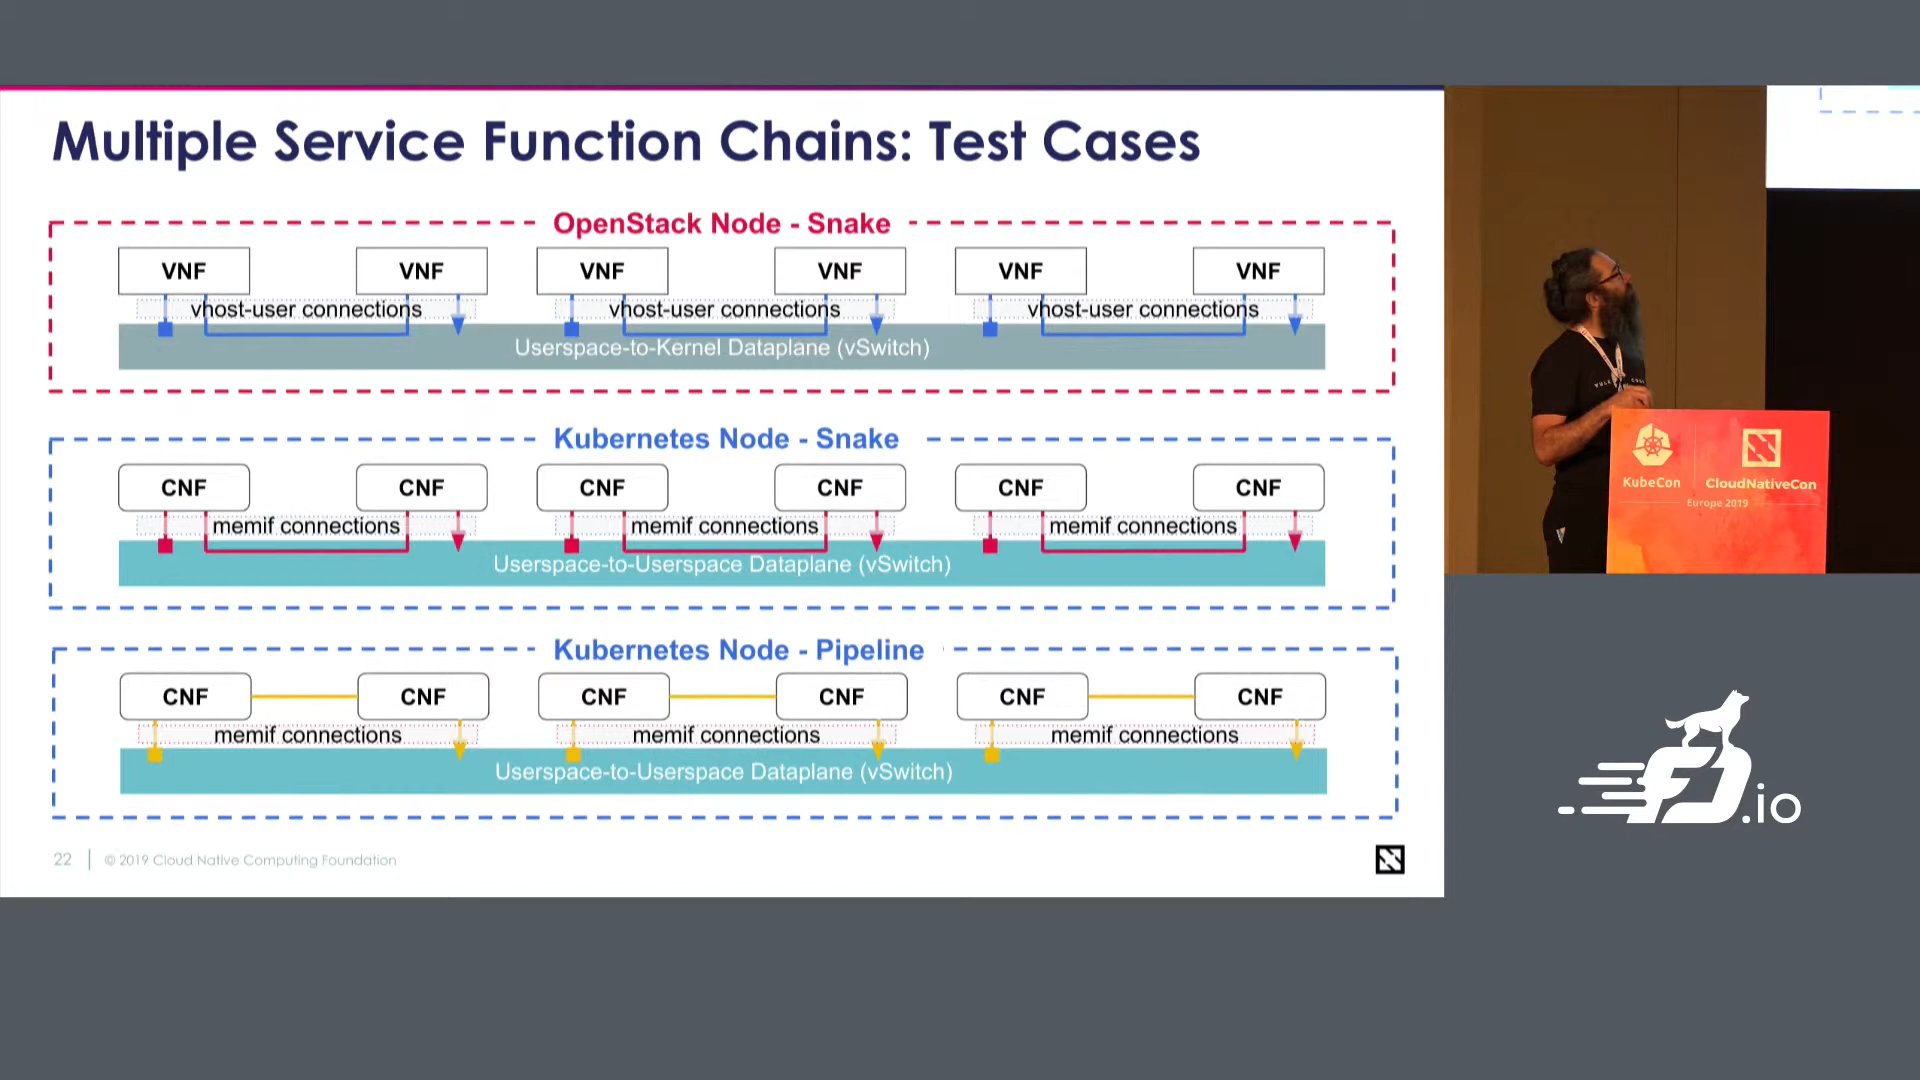 Multiple Service Function Chains: Test Cases
OpenStack Node - Snake
VNF VNF VNF VNF VNF VNF
vhost-user connections vhost-user connections vhost-user connections
Userspace-to-Kernel Dataplane (vSwitch)
Kubernetes Node - Snake
CNF CNF CNF CNF CNF CNF
memif connections memif connections memif connections
Userspace-to-Userspace Dataplane (vSwitch)
Kubernetes Node - Pipeline
CNF CNF CNF CNF CNF CNF
memif connections memif connections memif connections
Userspace-to-Userspace Dataplane (vSwitch)
22 © 2019 Cloud Native Computing Foundation
KubeCon CloudNativeCon
Europe 2019
.io